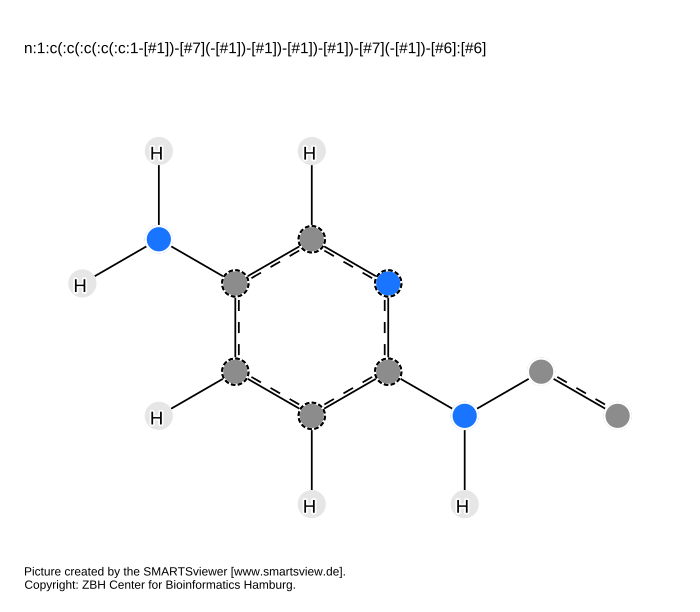 n:1:c(:c(:c(:c(:c:1-[#1])-[#7](-[#1])-[#1])-[#1])-[#1])-[#7](-[#1])-[#6]:[#6]
H
H
H
H
H
H
Picture created by the SMARTSviewer [www.smartsview.de].
Copyright: ZBH Center for Bioinformatics Hamburg.